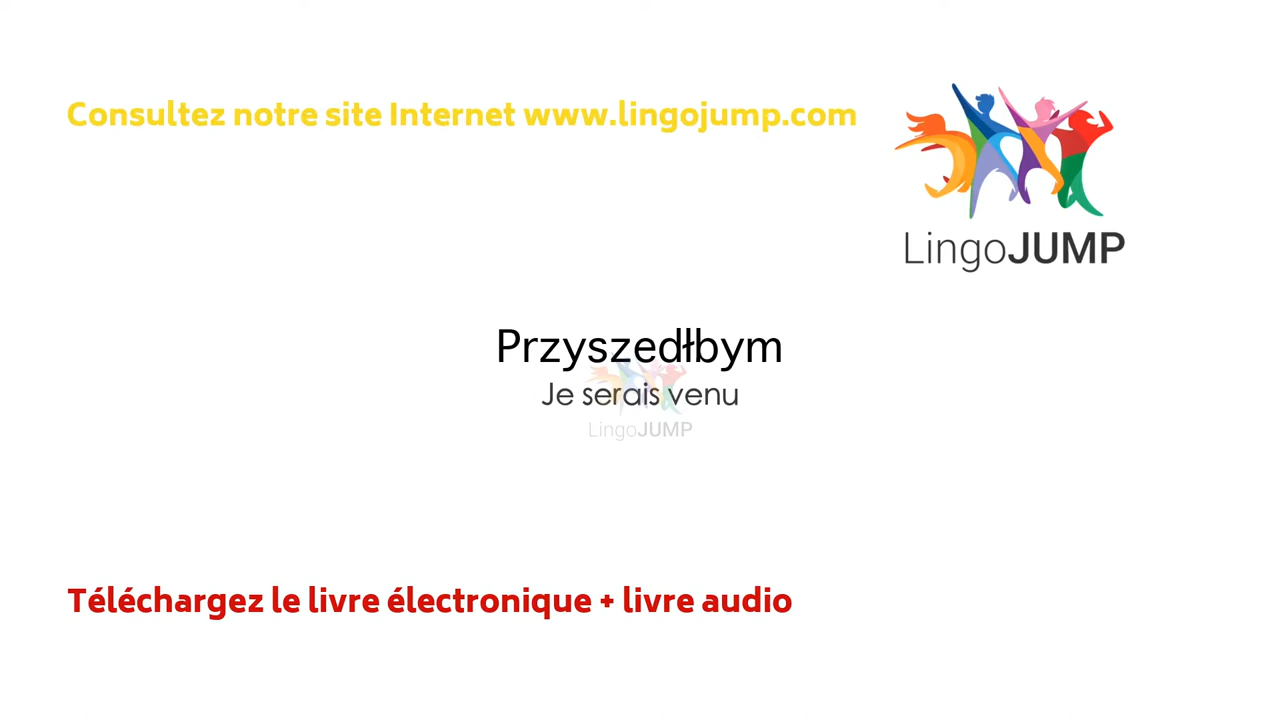 Consultez notre site Internet www.lingojump.com
LingoJUMP
Przyszedłbym
Je serais venu
LingoJUMP
Téléchargez le livre électronique + livre audio